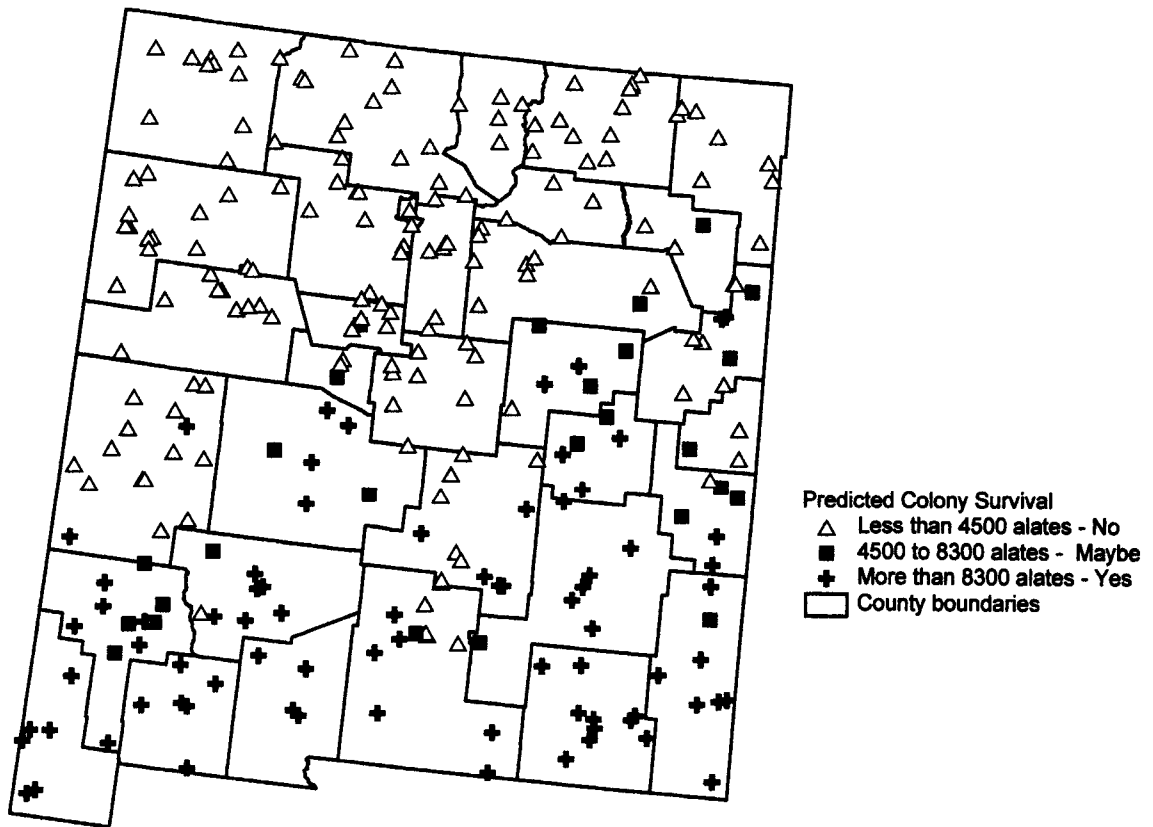 Predicted Colony Survival
Less than 4500 alates - No
4500 to 8300 alates - Maybe
More than 8300 alates - Yes
County boundaries